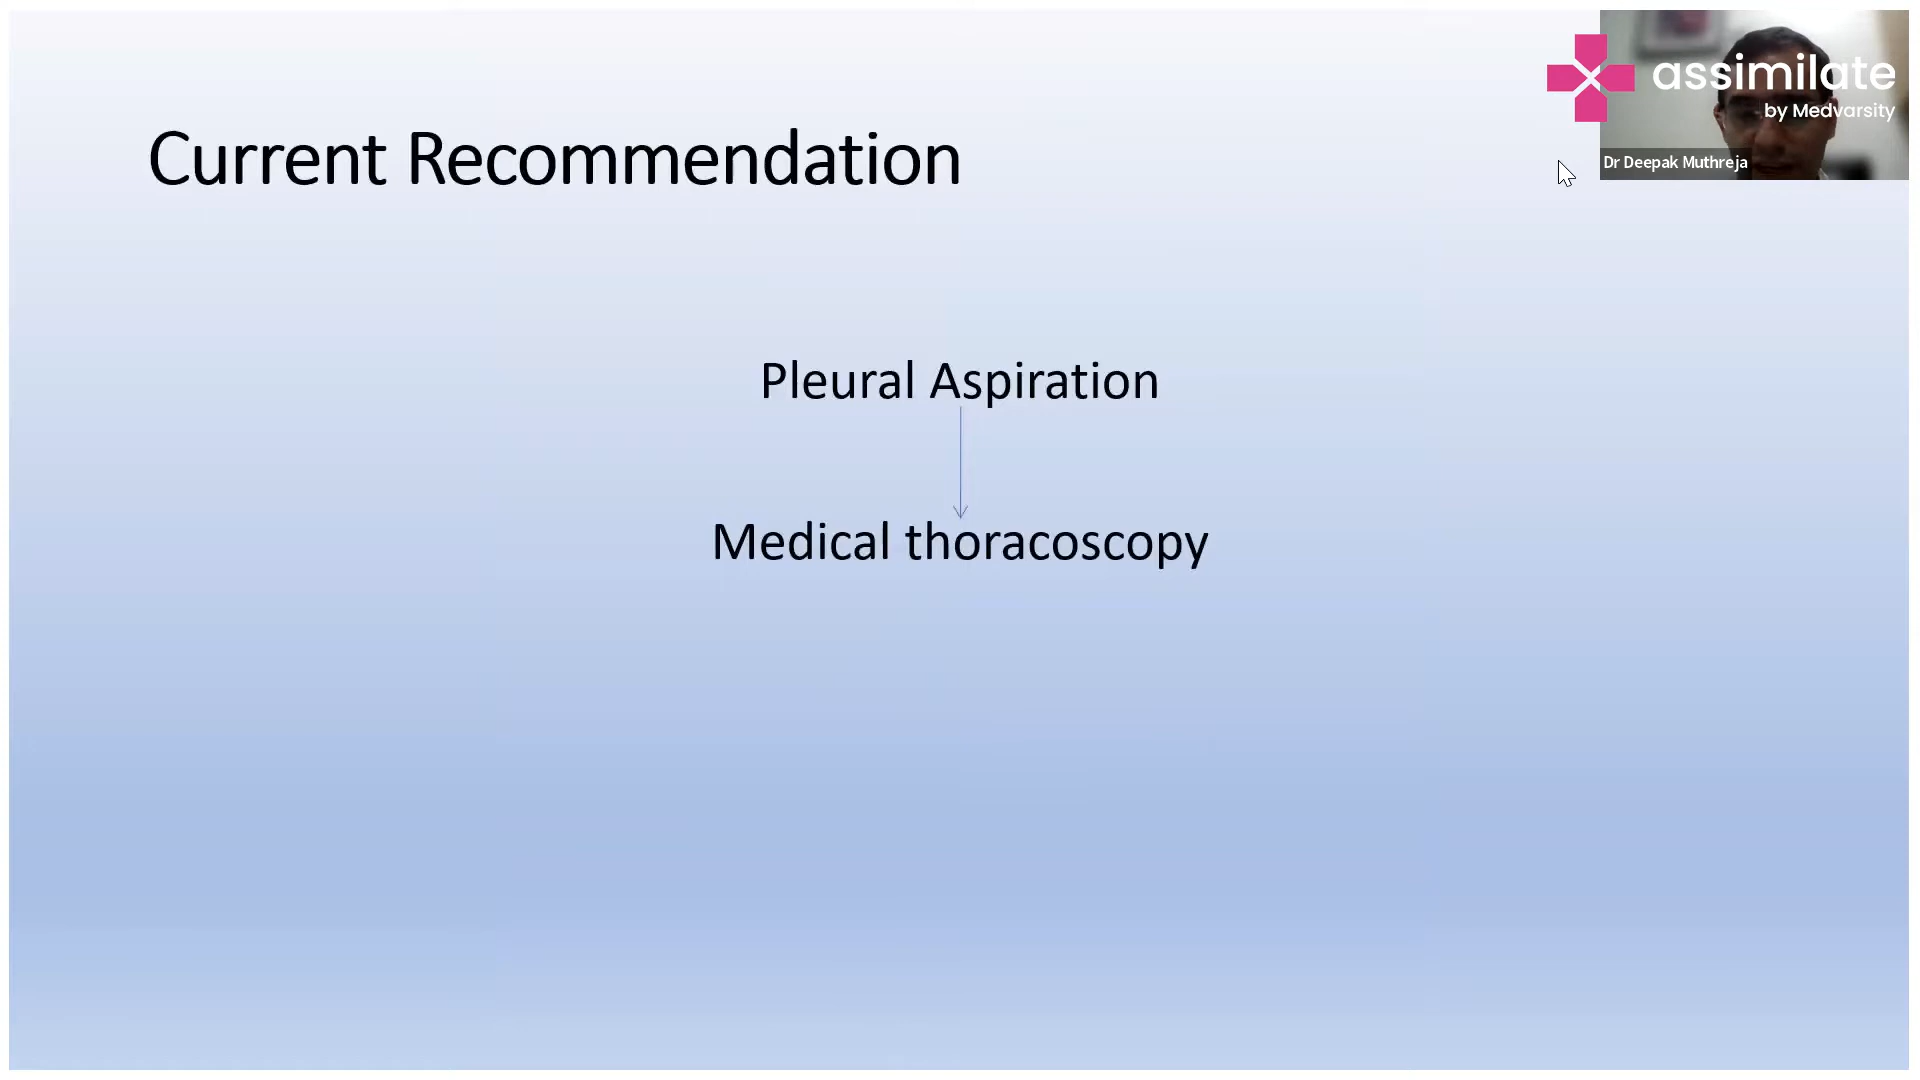 assimilate
by Medvarsity
Dr Deepak Muthreja
Current Recommendation
Pleural Aspiration
Medical thoracoscopy